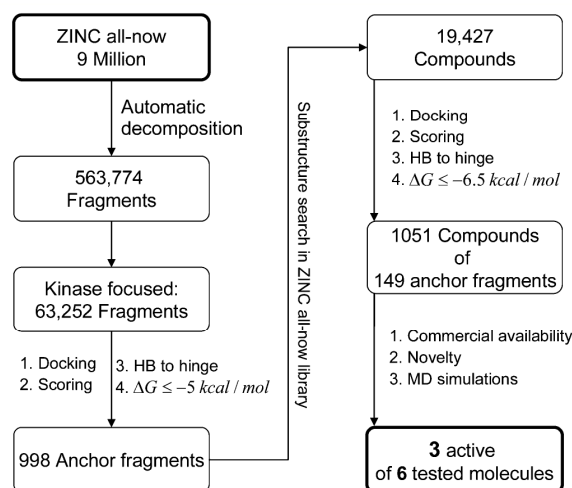 ZINC all-now
9 Million
Automatic
decomposition
563,774
Fragments
Kinase focused:
63,252 Fragments
1. Docking
2. Scoring
3. HB to hinge
4. ΔG ≤ −5 kcal / mol
998 Anchor fragments
Substructure search in ZINC all-now
library
19,427
Compounds
1. Docking
2. Scoring
3. HB to hinge
4. ΔG ≤ −6.5 kcal / mol
1051 Compounds
of
149 anchor fragments
1. Commercial availability
2. Novelty
3. MD simulations
3 active
of 6 tested molecules